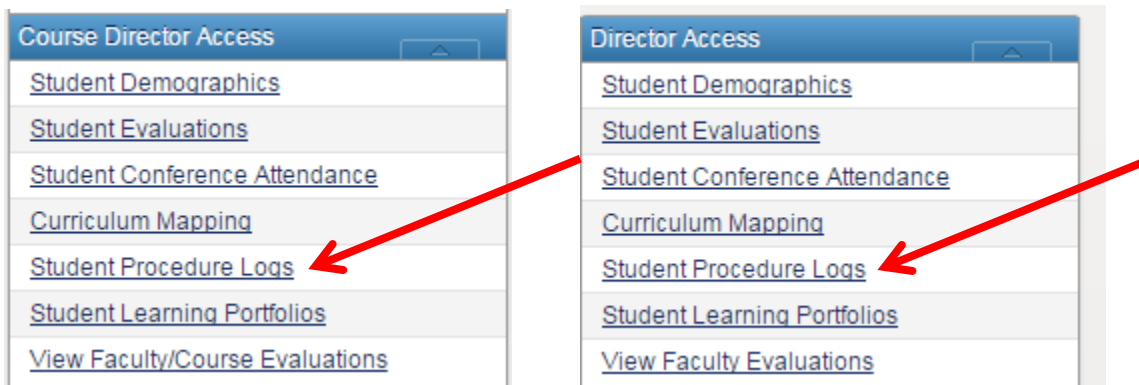 Course Director Access
Student Demographics
Student Evaluations
Student Conference Attendance
Curriculum Mapping
Student Procedure Logs
Student Learning Portfolios
View Faculty/Course Evaluations
Director Access
Student Demographics
Student Evaluations
Student Conference Attendance
Curriculum Mapping
Student Procedure Logs
Student Learning Portfolios
View Faculty Evaluations